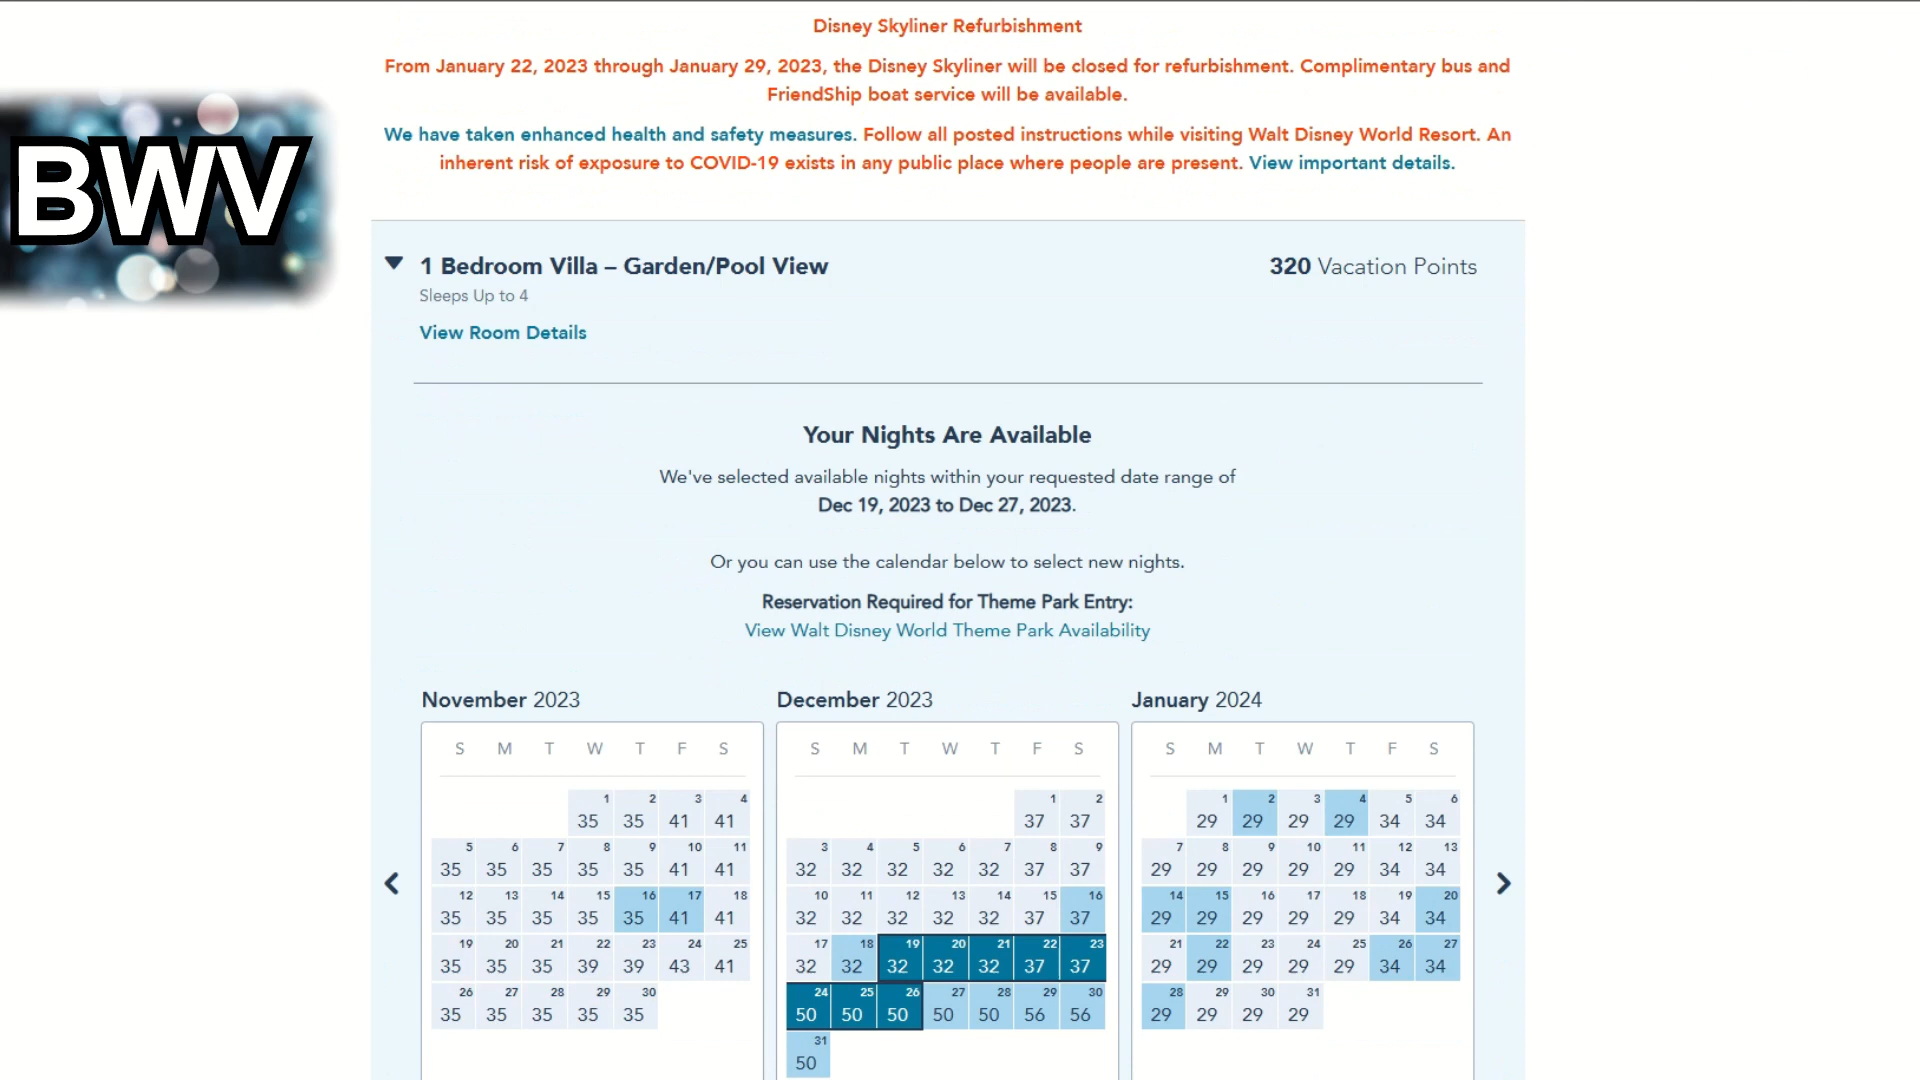 Disney Skyliner Refurbishment
From January 22, 2023 through January 29, 2023, the Disney Skyliner will be closed for refurbishment. Complimentary bus and
FriendShip boat service will be available.
We have taken enhanced health and safety measures. Follow all posted instructions while visiting Walt Disney World Resort. An
inherent risk of exposure to COVID-19 exists in any public place where people are present. View important details.
BWV
1 Bedroom Villa – Garden/Pool View 320 Vacation Points
Sleeps Up to 4
View Room Details
Your Nights Are Available
We've selected available nights within your requested date range of
Dec 19, 2023 to Dec 27, 2023.
Or you can use the calendar below to select new nights.
Reservation Required for Theme Park Entry:
View Walt Disney World Theme Park Availability
November 2023
S M T W T F S
1 2 3 4
35 35 41 41
5 6 7 8 9 10 11
35 35 35 35 35 41 41
12 13 14 15 16 17 18
35 35 35 35 35 41 41
19 20 21 22 23 24 25
35 35 35 39 39 43 41
26 27 28 29 30
35 35 35 35 35
December 2023
S M T W T F S
1 2
37 37
3 4 5 6 7 8 9
32 32 32 32 32 37 37
10 11 12 13 14 15 16
32 32 32 32 32 37 37
17 18 19 20 21 22 23
32 32 32 32 32 37 37
24 25 26 27 28 29 30
50 50 50 50 50 56 56
31
50
January 2024
S M T W T F S
1 2 3 4 5 6
29 29 29 29 34 34
7 8 9 10 11 12 13
29 29 29 29 29 34 34
14 15 16 17 18 19 20
29 29 29 29 29 34 34
21 22 23 24 25 26 27
29 29 29 29 29 34 34
28 29 30 31
29 29 29 29